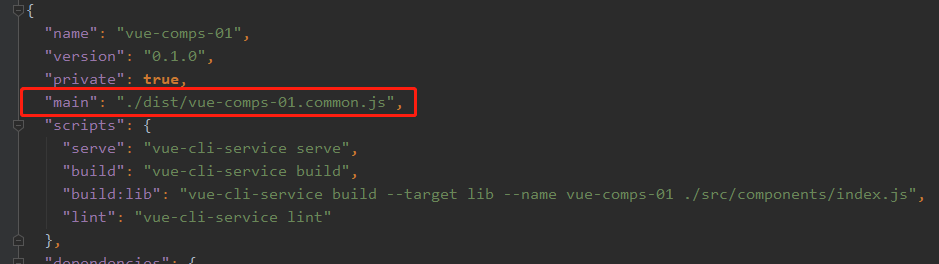 {
"name": "vue-comps-01",
"version": "0.1.0",
"private": true,
"main": "./dist/vue-comps-01.common.js",
"scripts": {
"serve": "vue-cli-service serve",
"build": "vue-cli-service build",
"build:lib": "vue-cli-service build --target lib --name vue-comps-01 ./src/components/index.js",
"lint": "vue-cli-service lint"
},
"dependencies": {